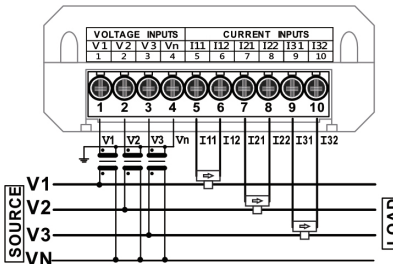 VOLTAGE INPUTS CURRENT INPUTS
V1 V2 V3 Vn I11 I12 I21 I22 I31 I32
1 2 3 4 5 6 7 8 9 10
1 2 3 4 5 6 7 8 9 10
V1 V2 V3 Vn I11 I12 I21 I22 I31 I32
SOURCE
V1
V2
V3
VN
LOAD